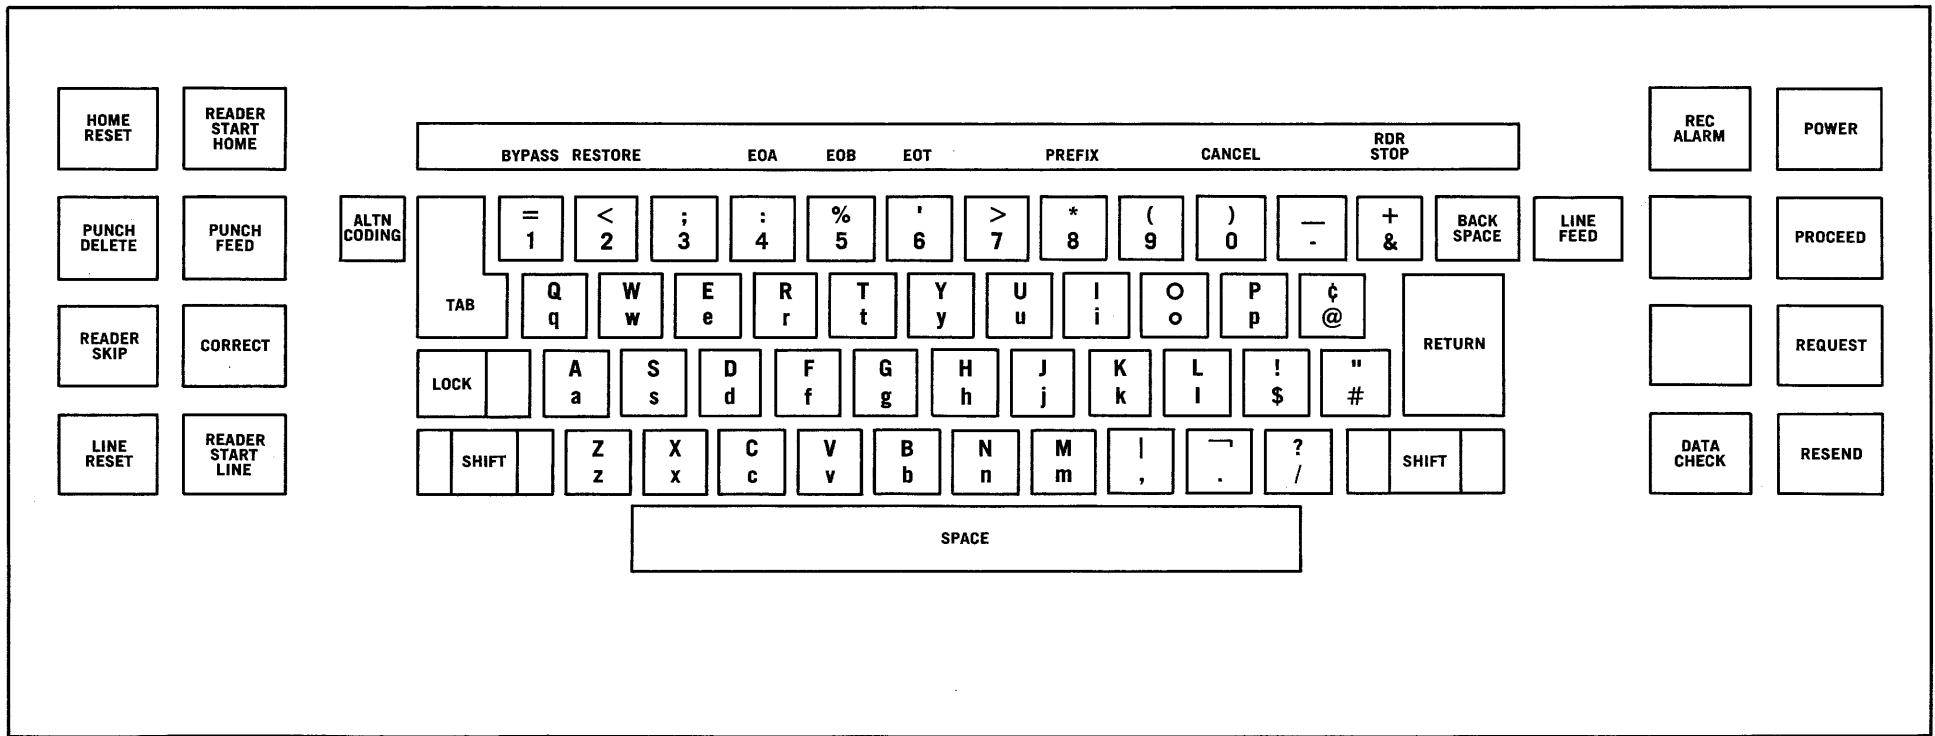 HOME
RESET
READER
START
HOME
PUNCH
DELETE
PUNCH
FEED
READER
SKIP
CORRECT
LINE
RESET
READER
START
LINE
BYPASS RESTORE EOA EOB EOT PREFIX CANCEL RDR
STOP
ALTN
CODING
TAB
=
1
<
2
;
3
:
4
%
5
'
6
>
7
*
8
(
9
)
0
_
-
+
&
BACK
SPACE
LINE
FEED
Q
q
W
w
E
e
R
r
T
t
Y
y
U
u
I
i
O
o
P
p
¢
@
RETURN
LOCK
A
a
S
s
D
d
F
f
G
g
H
h
J
j
K
k
L
l
!
$
"
#
SHIFT
Z
z
X
x
C
c
V
v
B
b
N
n
M
m
|
,
¬
.
?
/
SHIFT
SPACE
REC
ALARM
POWER
PROCEED
REQUEST
DATA
CHECK
RESEND